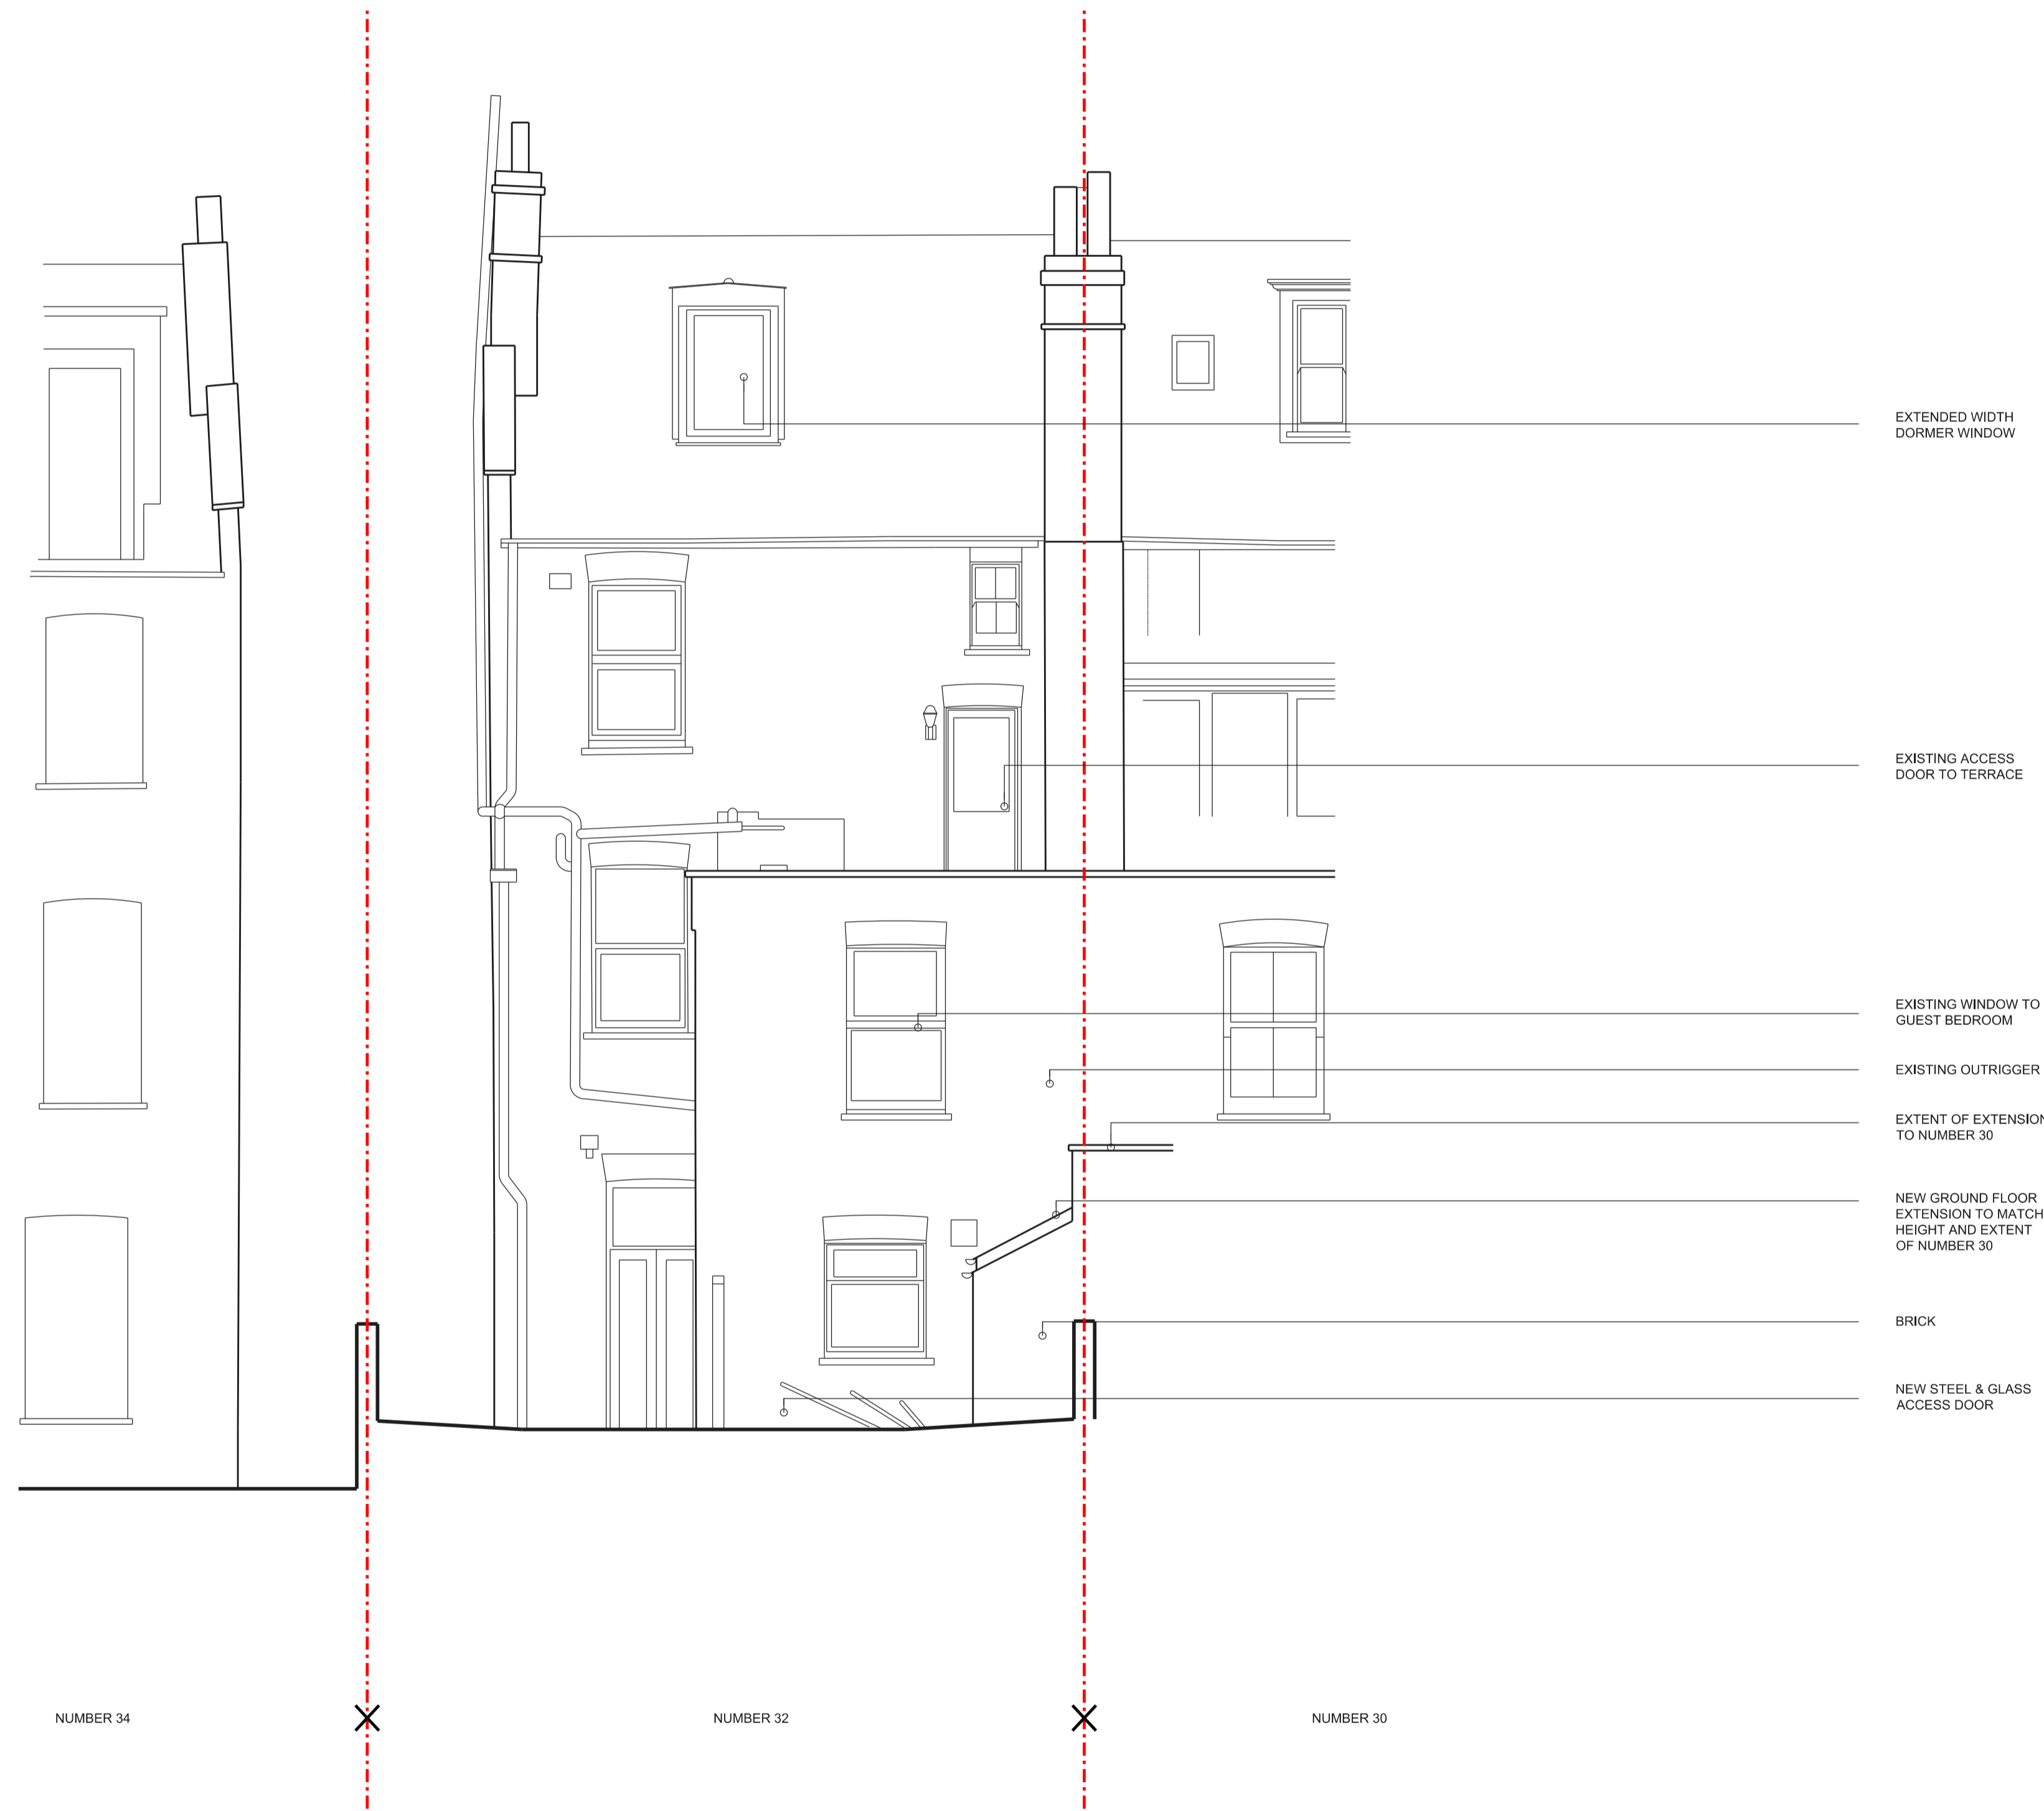 EXTENDED WIDTH
DORMER WINDOW
EXISTING ACCESS
DOOR TO TERRACE
EXISTING WINDOW TO
GUEST BEDROOM
EXISTING OUTRIGGER
EXTENT OF EXTENSION
TO NUMBER 30
NEW GROUND FLOOR
EXTENSION TO MATCH
HEIGHT AND EXTENT
OF NUMBER 30
BRICK
NEW STEEL & GLASS
ACCESS DOOR
NUMBER 34
NUMBER 32
NUMBER 30